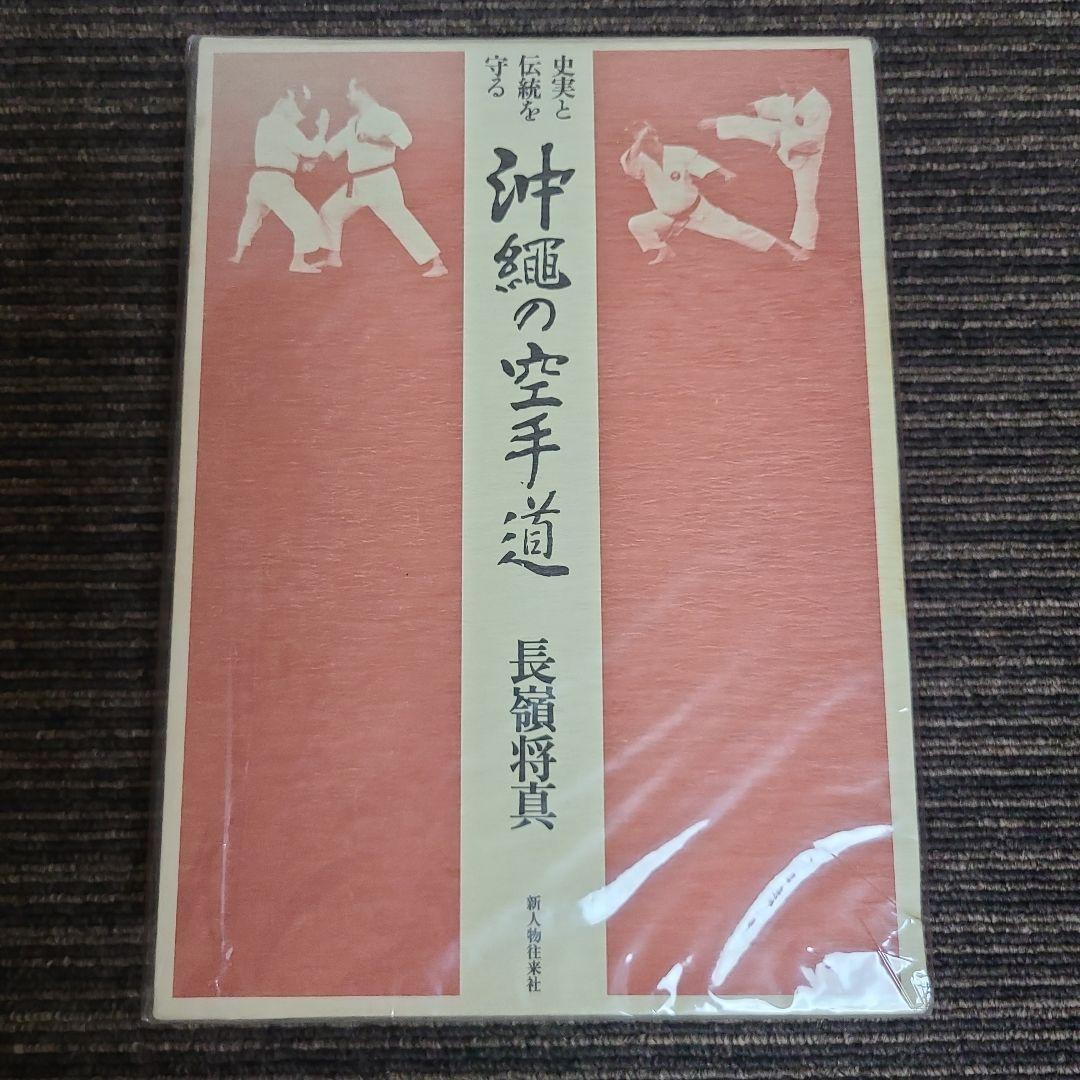 史実と
伝統を
守る
沖繩の空手道
長嶺将真
新人物往来社